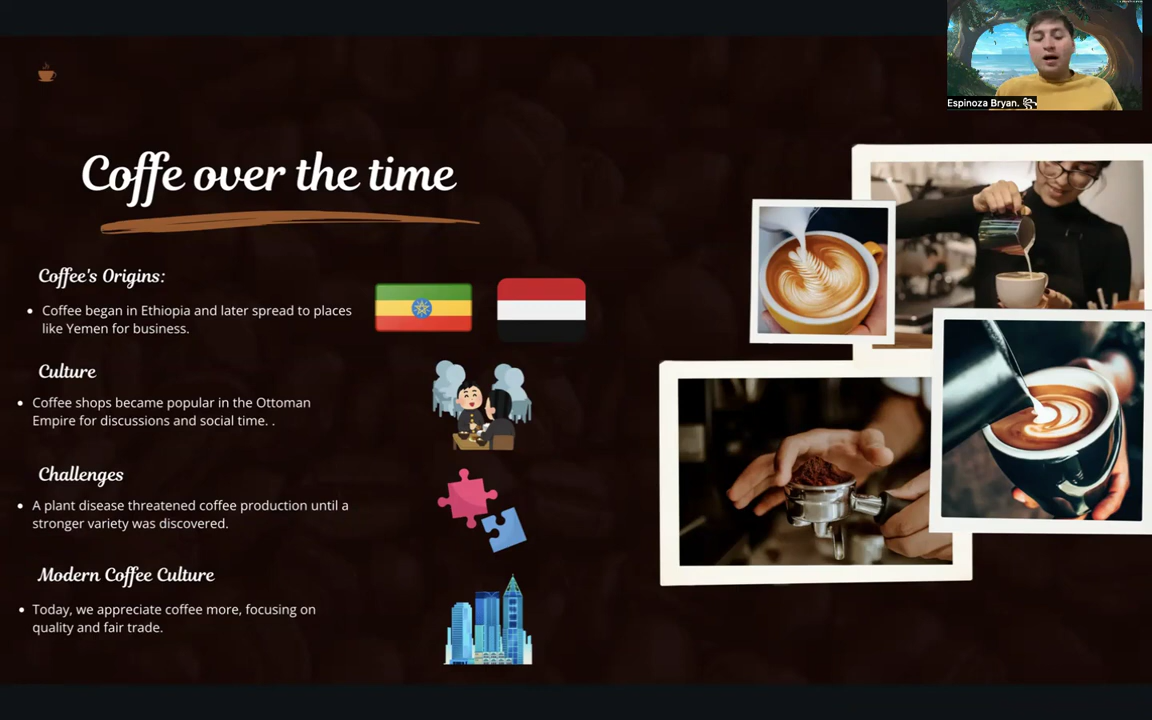 Espinoza Bryan.
Coffe over the time
Coffee's Origins:
• Coffee began in Ethiopia and later spread to places
like Yemen for business.
Culture
• Coffee shops became popular in the Ottoman
Empire for discussions and social time. .
Challenges
• A plant disease threatened coffee production until a
stronger variety was discovered.
Modern Coffee Culture
• Today, we appreciate coffee more, focusing on
quality and fair trade.